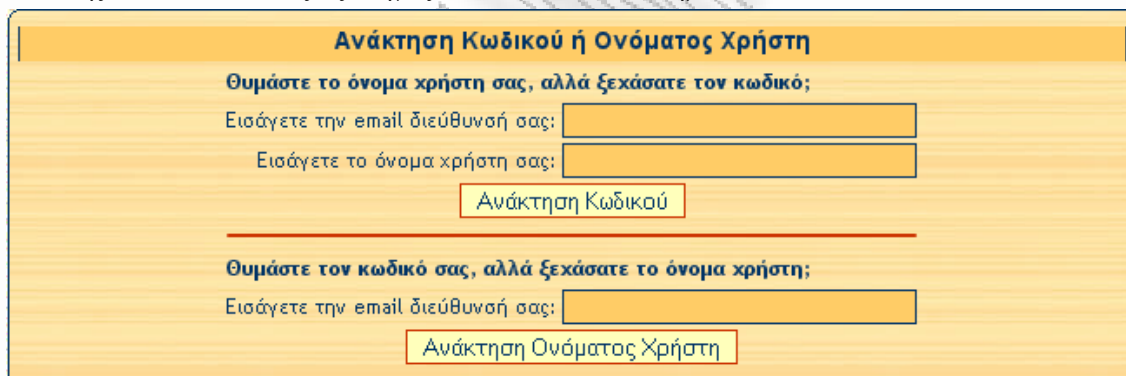 Ανάκτηση Κωδικού ή Ονόματος Χρήστη
Θυμάστε το όνομα χρήστη σας, αλλά ξεχάσατε τον κωδικό;
Εισάγετε την email διεύθυνσή σας:
Εισάγετε το όνομα χρήστη σας:
Ανάκτηση Κωδικού
Θυμάστε τον κωδικό σας, αλλά ξεχάσατε το όνομα χρήστη;
Εισάγετε την email διεύθυνσή σας:
Ανάκτηση Ονόματος Χρήστη